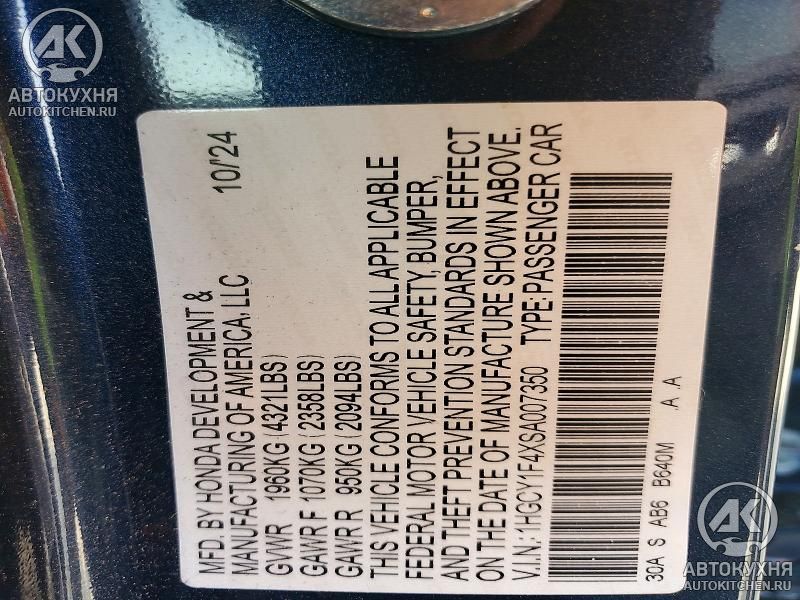 AK
АВТОКУХНЯ
AUTOKITCHEN.RU
MFD. BY HONDA DEVELOPMENT &
MANUFACTURING OF AMERICA, LLC 10/'24
GVWR 1960KG (4321LBS)
GAWR F 1070KG (2358LBS)
GAWR R 950KG (2094LBS)
THIS VEHICLE CONFORMS TO ALL APPLICABLE
FEDERAL MOTOR VEHICLE SAFETY, BUMPER,
AND THEFT PREVENTION STANDARDS IN EFFECT
ON THE DATE OF MANUFACTURE SHOWN ABOVE.
V.I.N: 1HGCY1F4XSA007350 TYPE: PASSENGER CAR
30A S AB6 B640M .A .A
AK
АВТОКУХНЯ
AUTOKITCHEN.RU